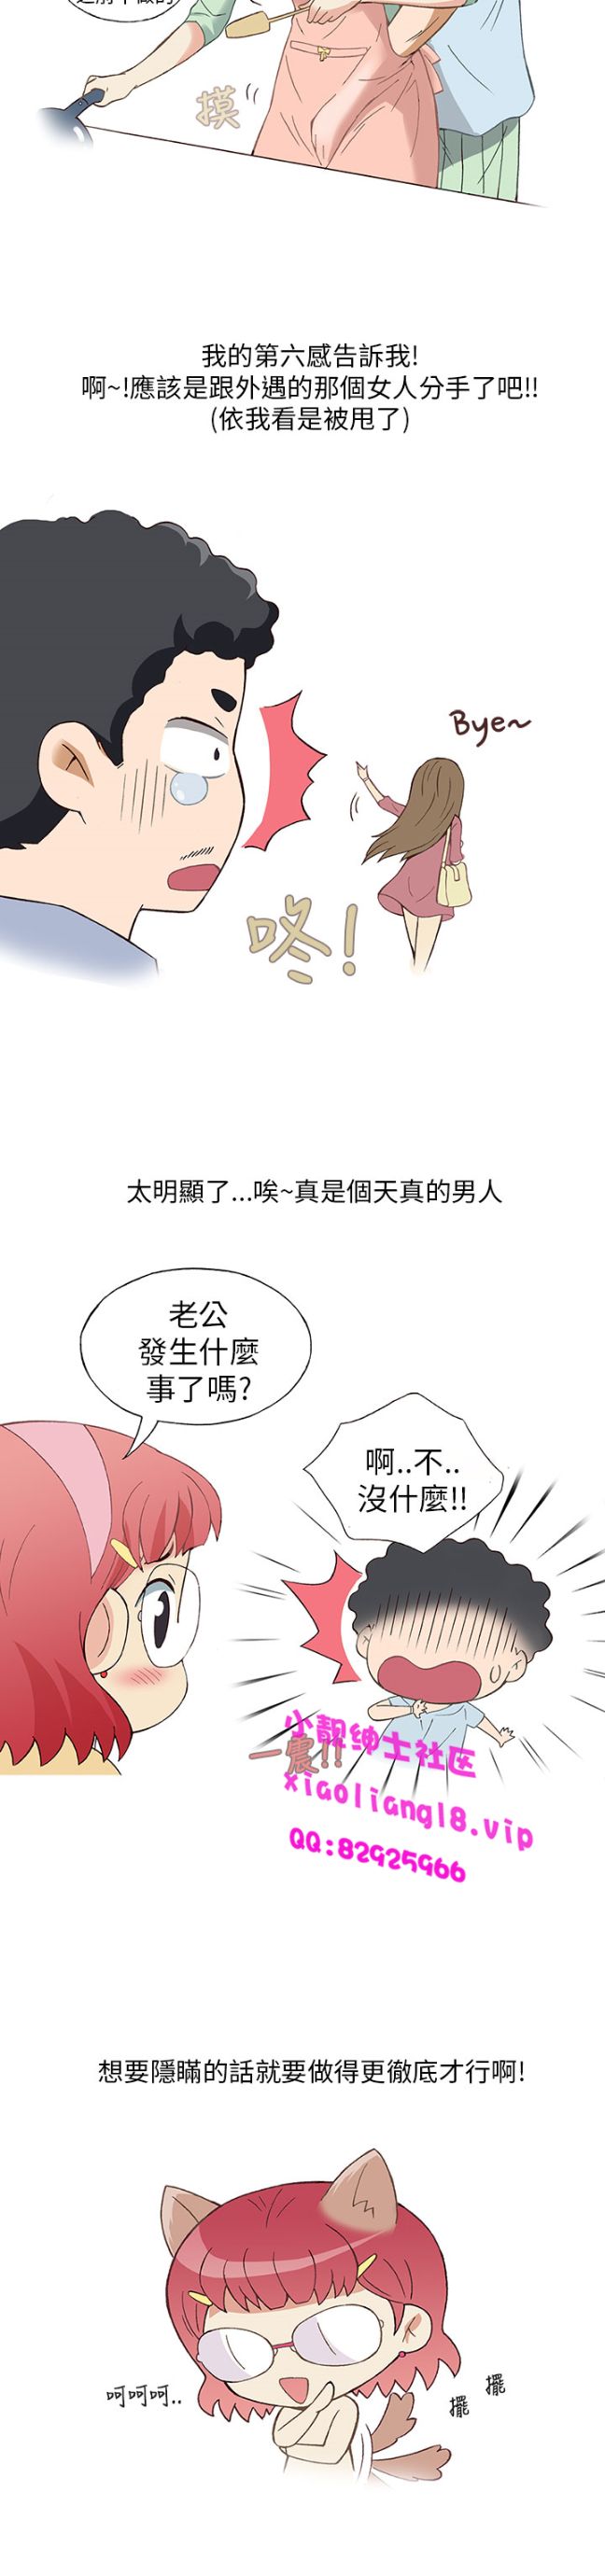 摸
我的第六感告訴我!
啊~!應該是跟外遇的那個女人分手了吧!!
(依我看是被甩了)
Bye~
咚!
太明顯了...唉~真是個天真的男人
老公
發生什麼
事了嗎?
啊..不..
沒什麼!!
一震!!
小靚绅士社区
xiaoliang18.vip
QQ:82925966
想要隱瞞的話就要做得更徹底才行啊!
呵呵呵..
擺
擺